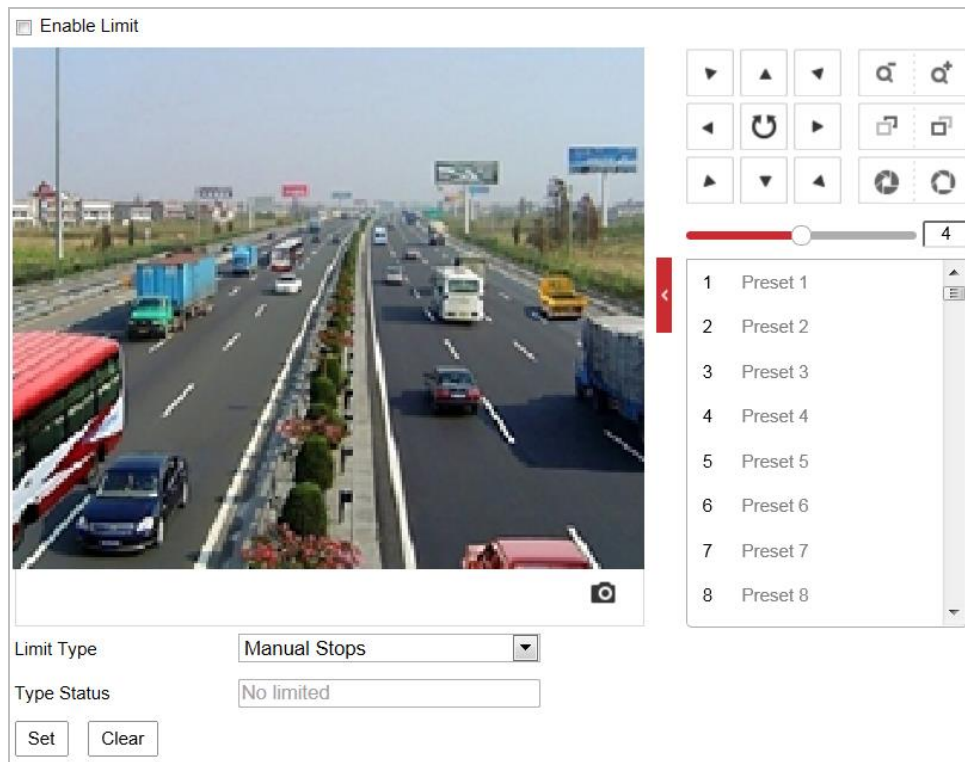 Enable Limit
4
1 Preset 1
2 Preset 2
3 Preset 3
4 Preset 4
5 Preset 5
6 Preset 6
7 Preset 7
8 Preset 8
Limit Type Manual Stops
Type Status No limited
Set Clear